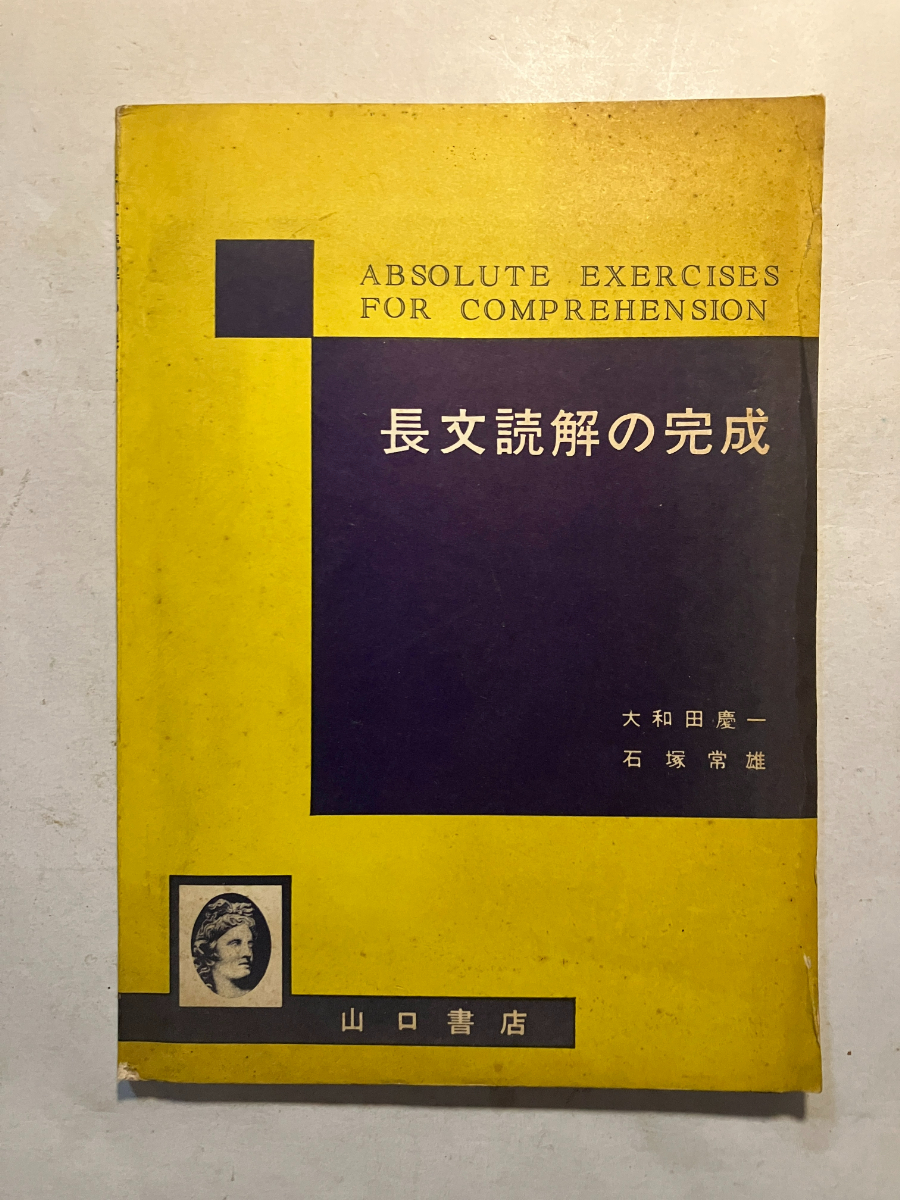 ABSOLUTE EXERCISES
FOR COMPREHENSION
長文読解の完成
大和田慶一
石塚常雄
山口書店